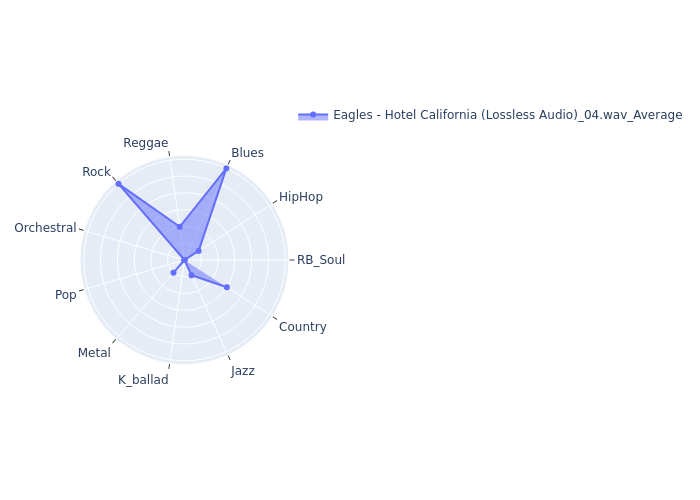 Eagles - Hotel California (Lossless Audio)_04.wav_Average
Reggae
Blues
Rock
HipHop
Orchestral
RB_Soul
Pop
Country
Metal
Jazz
K_ballad